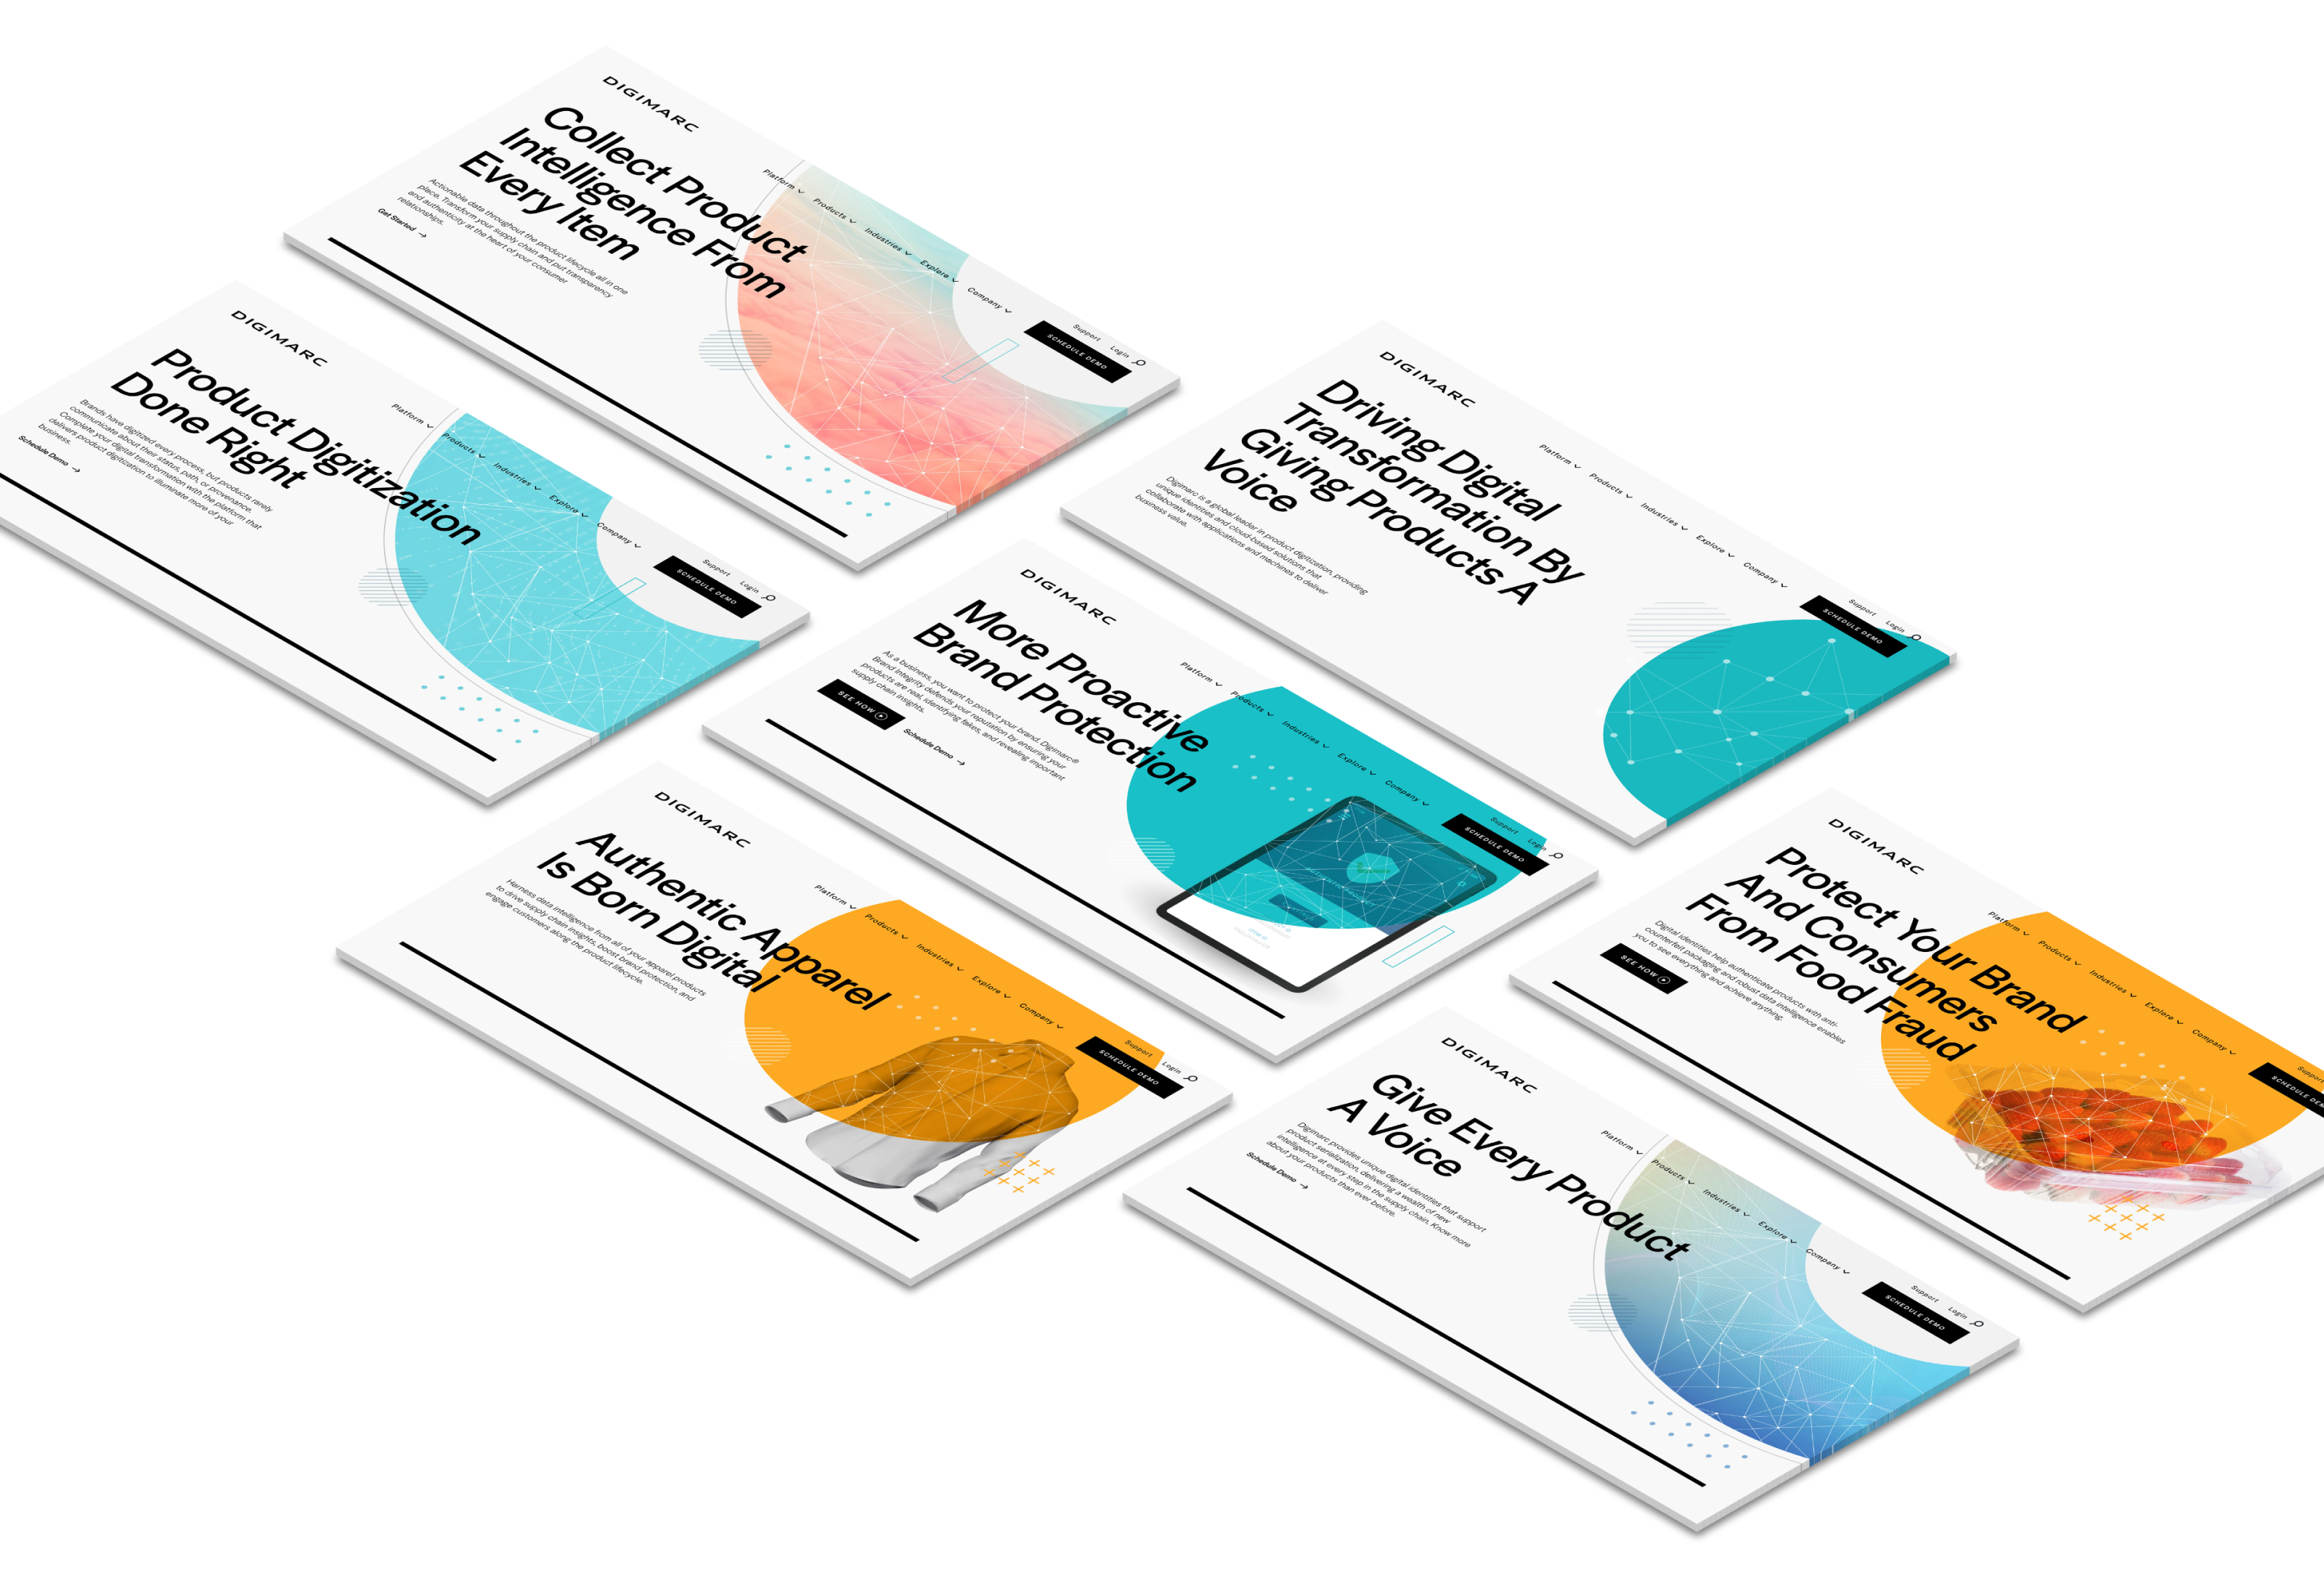 DIGIMARC
Platform
Products
Industries
Explore
Company
Support
Login
SCHEDULE DEMO
Collect Product
Intelligence From
Every Item
Actionable data throughout the product lifecycle all in one
place. Transform your supply chain and put transparency
and authenticity at the heart of your consumer
relationships.
Get Started →
DIGIMARC
Platform
Products
Industries
Explore
Company
Support
Login
SCHEDULE DEMO
Product Digitization
Done Right
Brands have digitized every process, but products rarely
communicate about their status, path, or provenance.
Complete your digital transformation with the platform that
delivers product digitization to illuminate more of your
business.
Schedule Demo →
DIGIMARC
Platform
Products
Industries
Explore
Company
Support
Login
SCHEDULE DEMO
Driving Digital
Transformation By
Giving Products A
Voice
Digimarc is a global leader in product digitization, providing
unique identities and cloud-based solutions that
collaborate with applications and machines to deliver
business value.
DIGIMARC
Platform
Products
Industries
Explore
Company
Support
Login
SCHEDULE DEMO
More Proactive
Brand Protection
As a business, you want to protect your brand. Digimarc®
Brand Integrity defends your reputation by ensuring your
products are real, identifying fakes, and revealing important
supply chain insights.
SEE HOW
Schedule Demo →
DIGIMARC
Platform
Products
Industries
Explore
Company
Support
Login
SCHEDULE DEMO
Authentic Apparel
Is Born Digital
Harness data intelligence from all of your apparel products
to drive supply chain insights, boost brand protection, and
engage customers along the product lifecycle.
DIGIMARC
Platform
Products
Industries
Explore
Company
Support
SCHEDULE DEM
Protect Your Brand
And Consumers
From Food Fraud
Digital identities help authenticate products with anti-
counterfeit packaging and robust data intelligence enables
you to see everything and achieve anything.
SEE HOW
DIGIMARC
Platform
Products
Industries
Explore
Company
Support
Login
SCHEDULE DEMO
Give Every Product
A Voice
Digimarc provides unique digital identities that support
product serialization, delivering a wealth of new
intelligence at every step in the supply chain. Know more
about your products than ever before.
Schedule Demo →